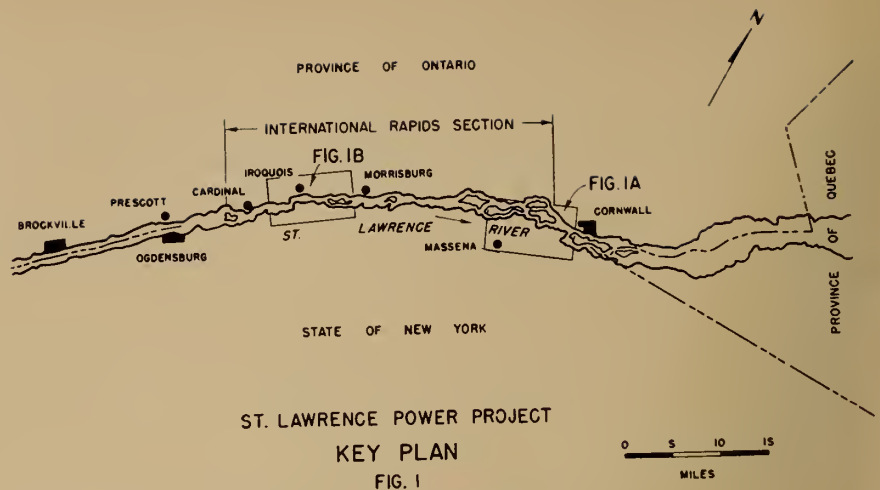 N
PROVINCE OF ONTARIO
INTERNATIONAL RAPIDS SECTION
FIG. 1B
IROQUOIS
MORRISBURG
FIG. 1A
CARDINAL
CORNWALL
PRESCOTT
BROCKVILLE
ST. LAWRENCE RIVER
OGDENSBURG
MASSENA
PROVINCE OF QUEBEC
STATE OF NEW YORK
ST. LAWRENCE POWER PROJECT
KEY PLAN
FIG. 1
0 5 10 15
MILES